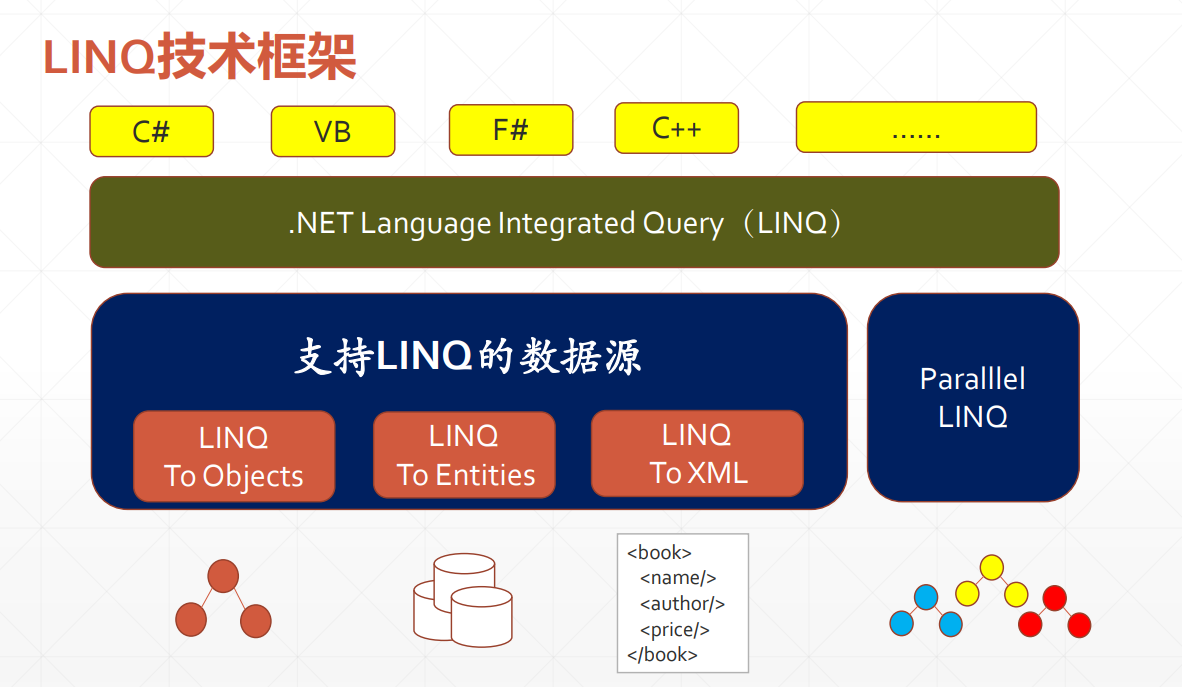 LINQ技术框架
C#
VB
F#
C++
......
.NET Language Integrated Query（LINQ）
支持LINQ的数据源
LINQ
To Objects
LINQ
To Entities
LINQ
To XML
Paralllel
LINQ
<book>
<name/>
<author/>
<price/>
</book>